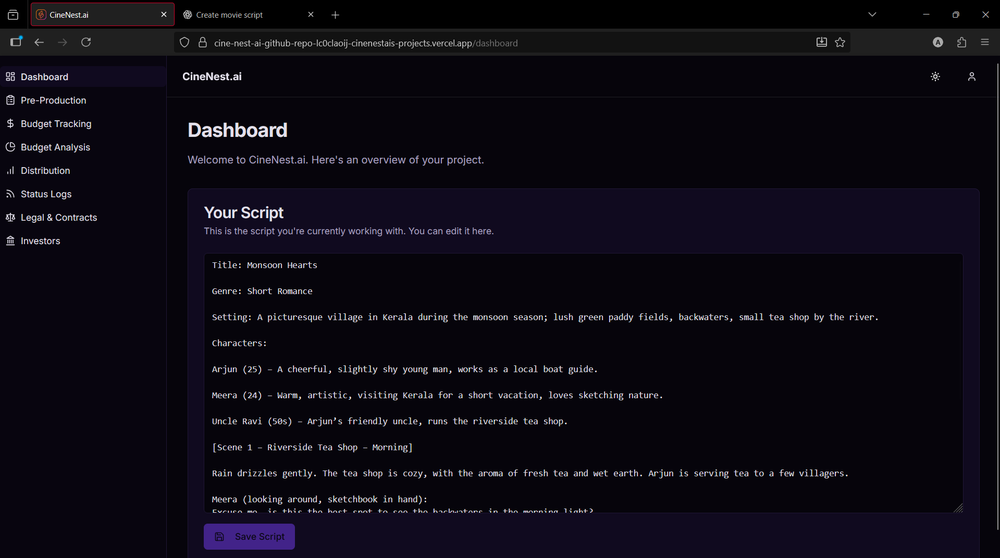 CineNest.ai
Create movie script
cine-nest-ai-github-repo-lc0claoij-cinenestais-projects.vercel.app/dashboard
A
Dashboard
Pre-Production
Budget Tracking
Budget Analysis
Distribution
Status Logs
Legal & Contracts
Investors
CineNest.ai
Dashboard
Welcome to CineNest.ai. Here's an overview of your project.
Your Script
This is the script you're currently working with. You can edit it here.
Title: Monsoon Hearts
Genre: Short Romance
Setting: A picturesque village in Kerala during the monsoon season; lush green paddy fields, backwaters, small tea shop by the river.
Characters:
Arjun (25) – A cheerful, slightly shy young man, works as a local boat guide.
Meera (24) – Warm, artistic, visiting Kerala for a short vacation, loves sketching nature.
Uncle Ravi (50s) – Arjun’s friendly uncle, runs the riverside tea shop.
[Scene 1 – Riverside Tea Shop – Morning]
Rain drizzles gently. The tea shop is cozy, with the aroma of fresh tea and wet earth. Arjun is serving tea to a few villagers.
Meera (looking around, sketchbook in hand):
Excuse me, is this the best spot to see the backwaters in the morning light?
Save Script